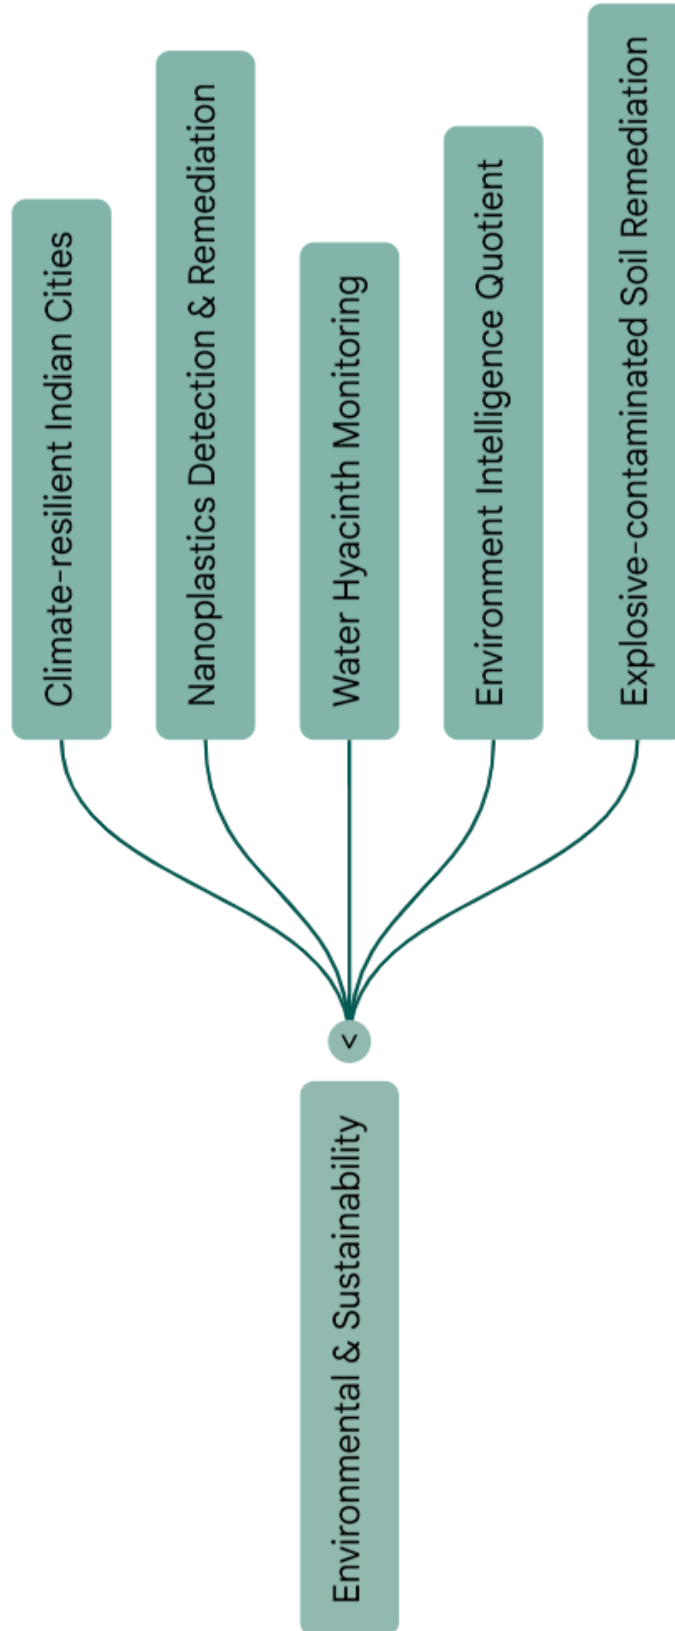 Climate-resilient Indian Cities
Nanoplastics Detection & Remediation
Water Hyacinth Monitoring
Environment Intelligence Quotient
Explosive-contaminated Soil Remediation
<
Environmental & Sustainability